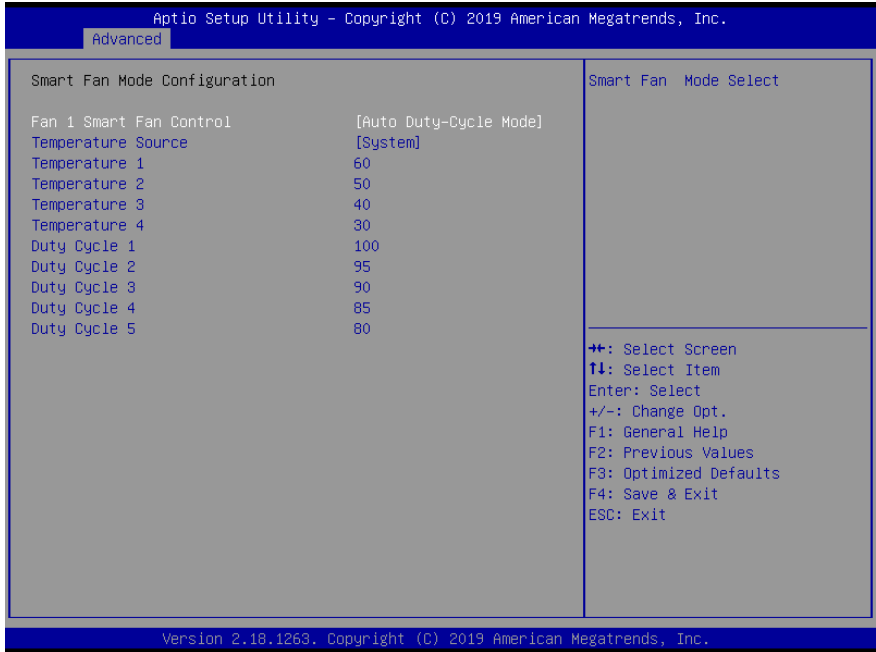 Aptio Setup Utility – Copyright (C) 2019 American Megatrends, Inc.
Advanced
Smart Fan Mode Configuration
Fan 1 Smart Fan Control [Auto Duty-Cycle Mode]
Temperature Source [System]
Temperature 1 60
Temperature 2 50
Temperature 3 40
Temperature 4 30
Duty Cycle 1 100
Duty Cycle 2 95
Duty Cycle 3 90
Duty Cycle 4 85
Duty Cycle 5 80
Smart Fan Mode Select
→←: Select Screen
↑↓: Select Item
Enter: Select
+/-: Change Opt.
F1: General Help
F2: Previous Values
F3: Optimized Defaults
F4: Save & Exit
ESC: Exit
Version 2.18.1263. Copyright (C) 2019 American Megatrends, Inc.